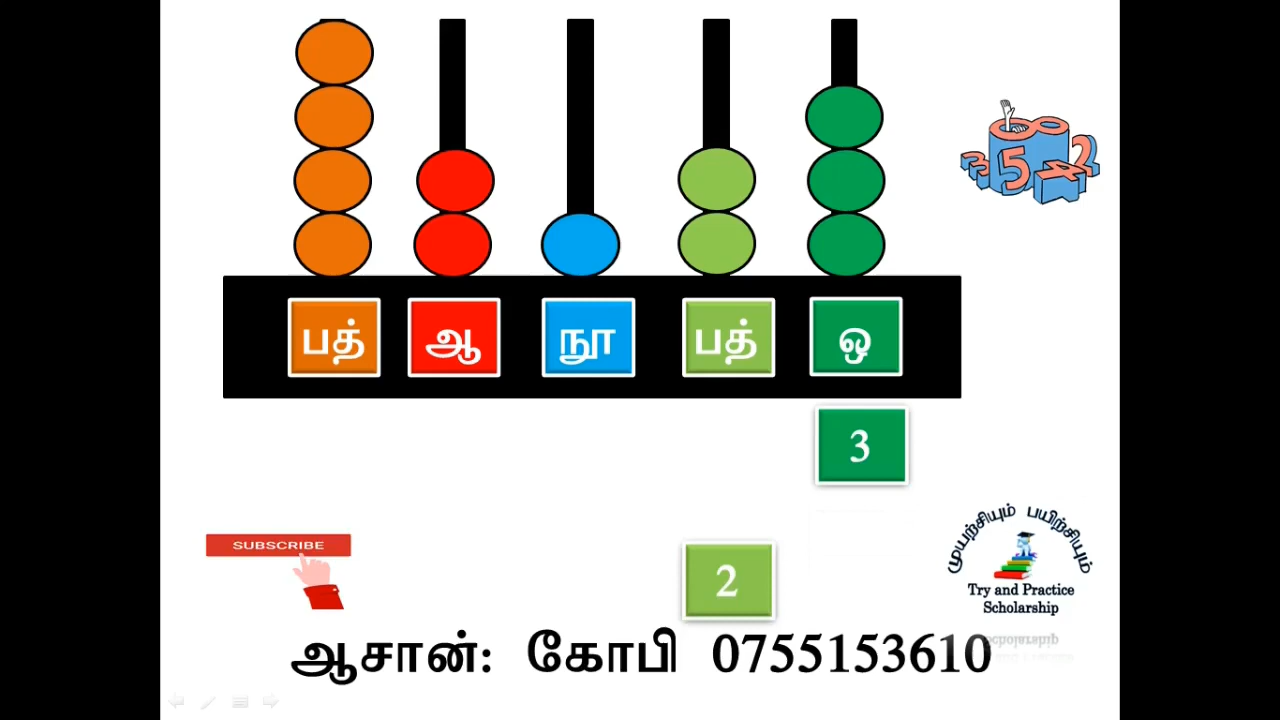 பத் ஆ நூ பத் ஒ
3
2
SUBSCRIBE
முயற்சியும் பயிற்சியும்
Try and Practice
Scholarship
ஆசான்: கோபி 0755153610